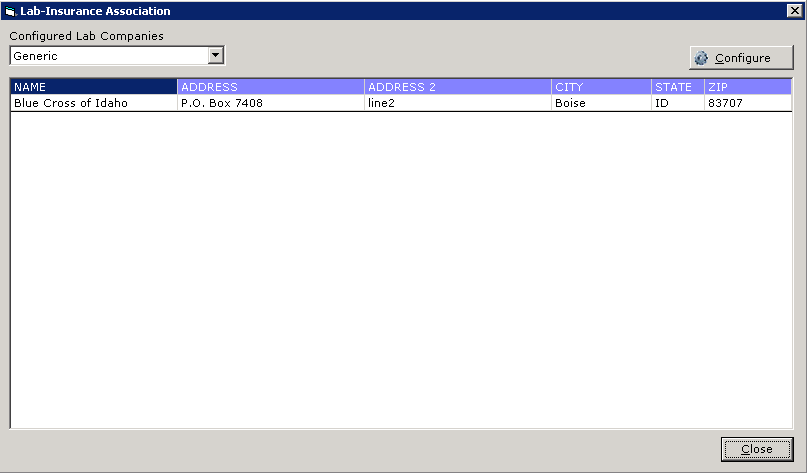 Lab-Insurance Association
Configured Lab Companies
Generic
Configure
NAME ADDRESS ADDRESS 2 CITY STATE ZIP
Blue Cross of Idaho P.O. Box 7408 line2 Boise ID 83707
Close